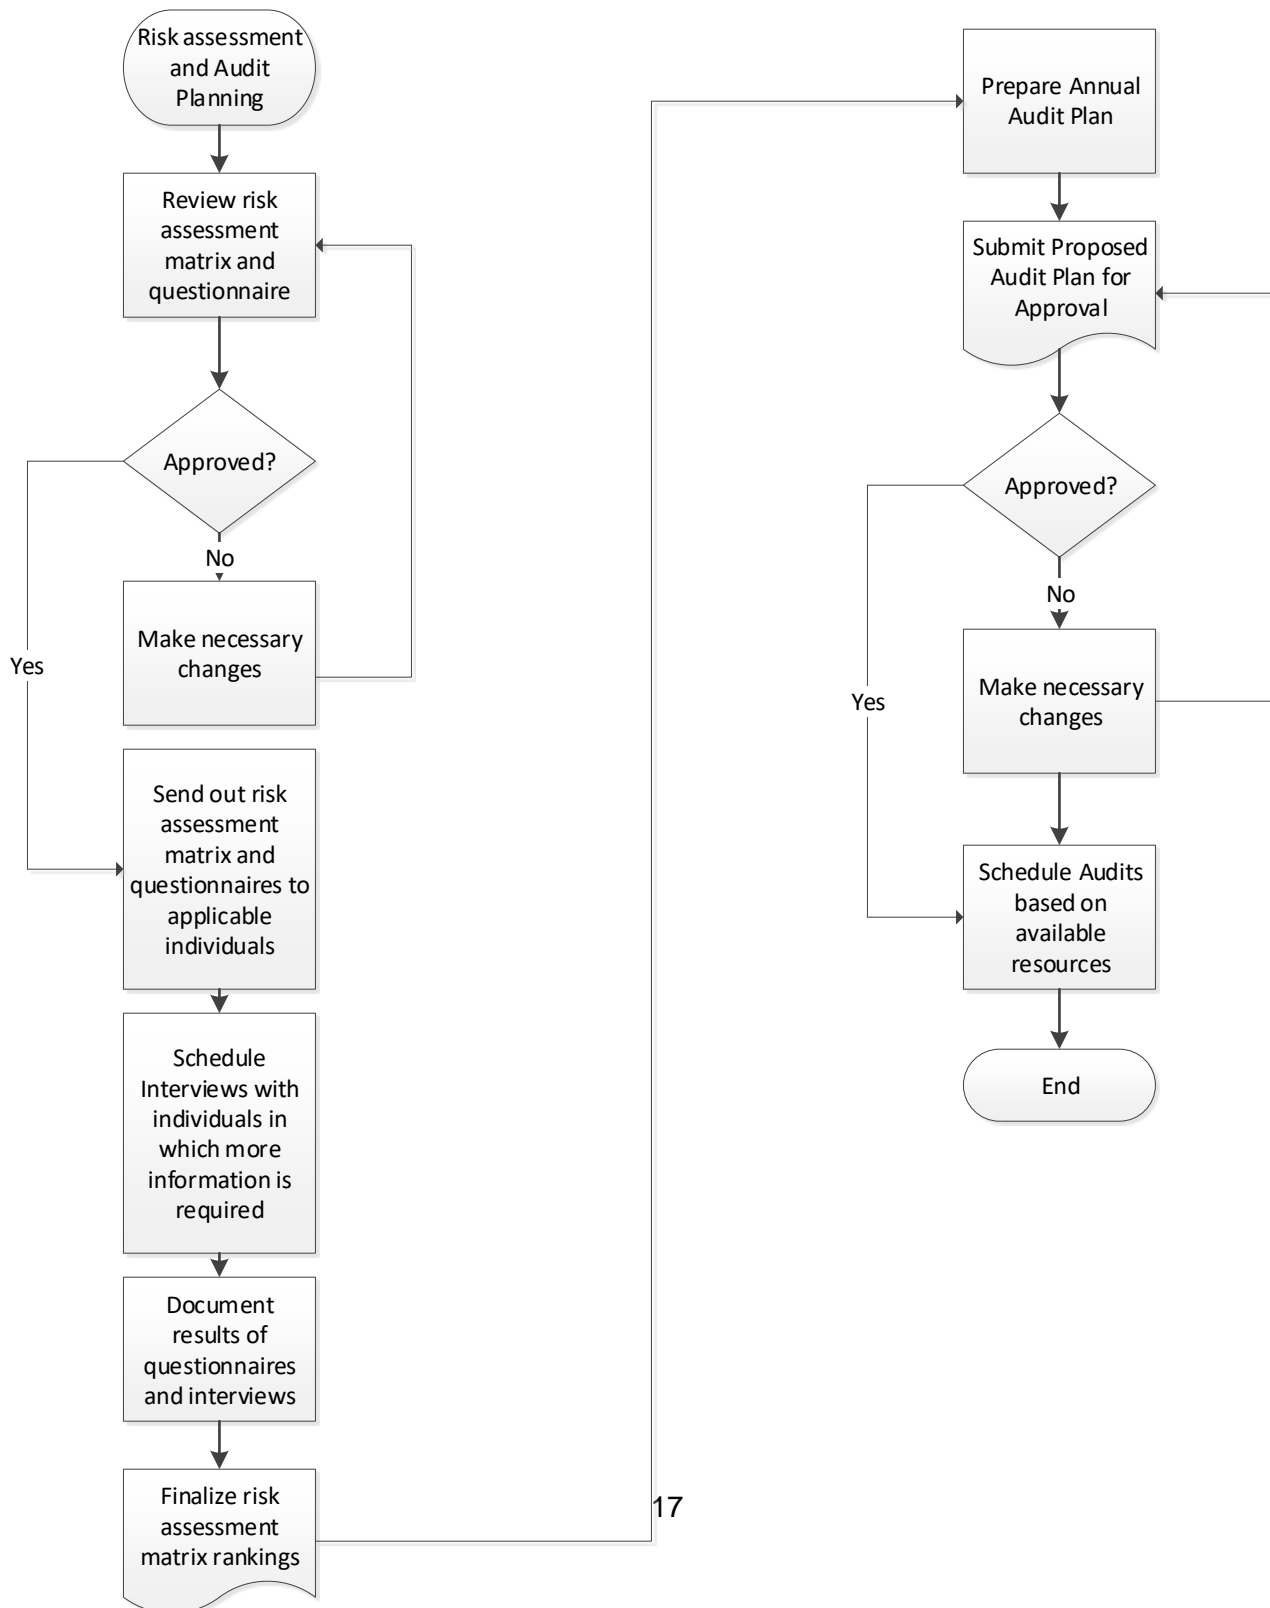 Risk assessment
and Audit
Planning
Review risk
assessment
matrix and
questionnaire
Approved?
No
Make necessary
changes
Yes
Send out risk
assessment
matrix and
questionnaires to
applicable
individuals
Schedule
Interviews with
individuals in
which more
information is
required
Document
results of
questionnaires
and interviews
Finalize risk
assessment
matrix rankings
Prepare Annual
Audit Plan
Submit Proposed
Audit Plan for
Approval
Approved?
No
Make necessary
changes
Yes
Schedule Audits
based on
available
resources
End
17